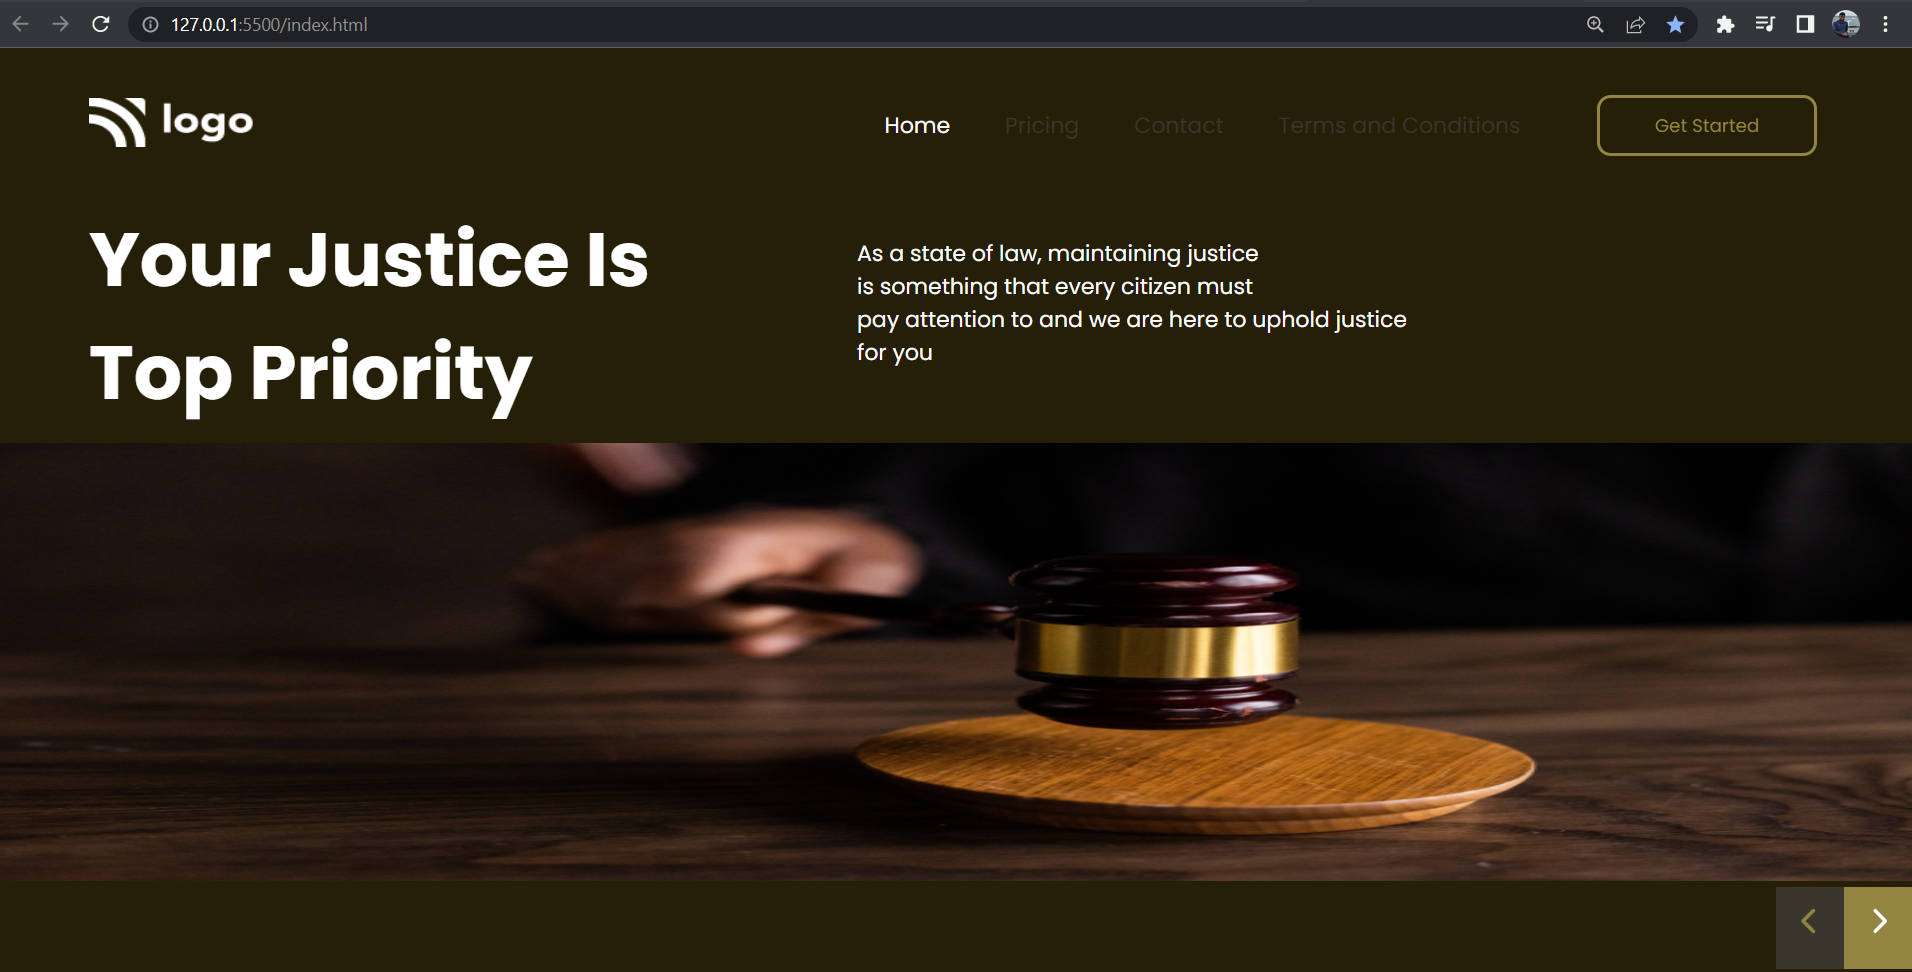 127.0.0.1:5500/index.html
logo
Home Pricing Contact Terms and Conditions Get Started
Your Justice Is
Top Priority
As a state of law, maintaining justice
is something that every citizen must
pay attention to and we are here to uphold justice
for you